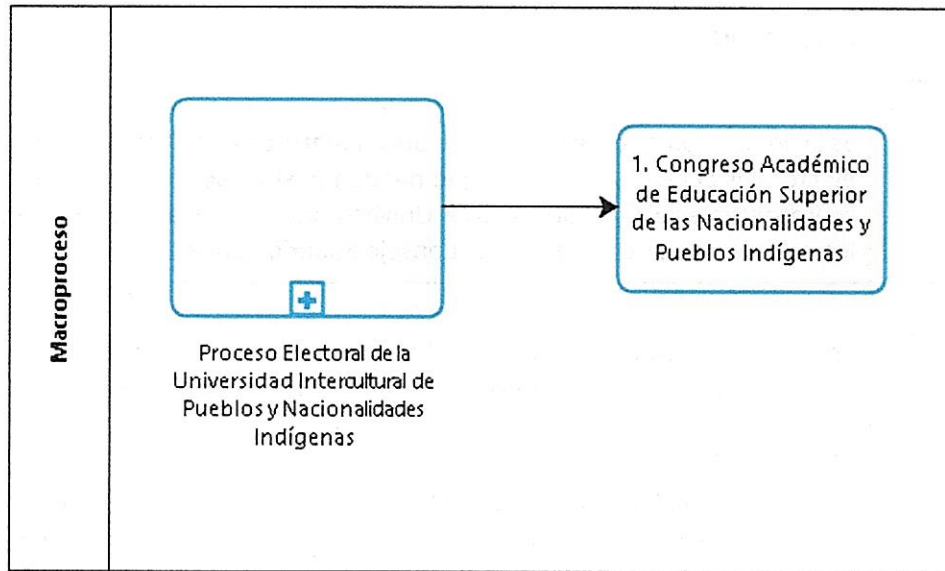 Macroproceso
1. Congreso Académico
de Educación Superior
de las Nacionalidades y
Pueblos Indígenas
Proceso Electoral de la
Universidad Intercultural de
Pueblos y Nacionalidades
Indígenas